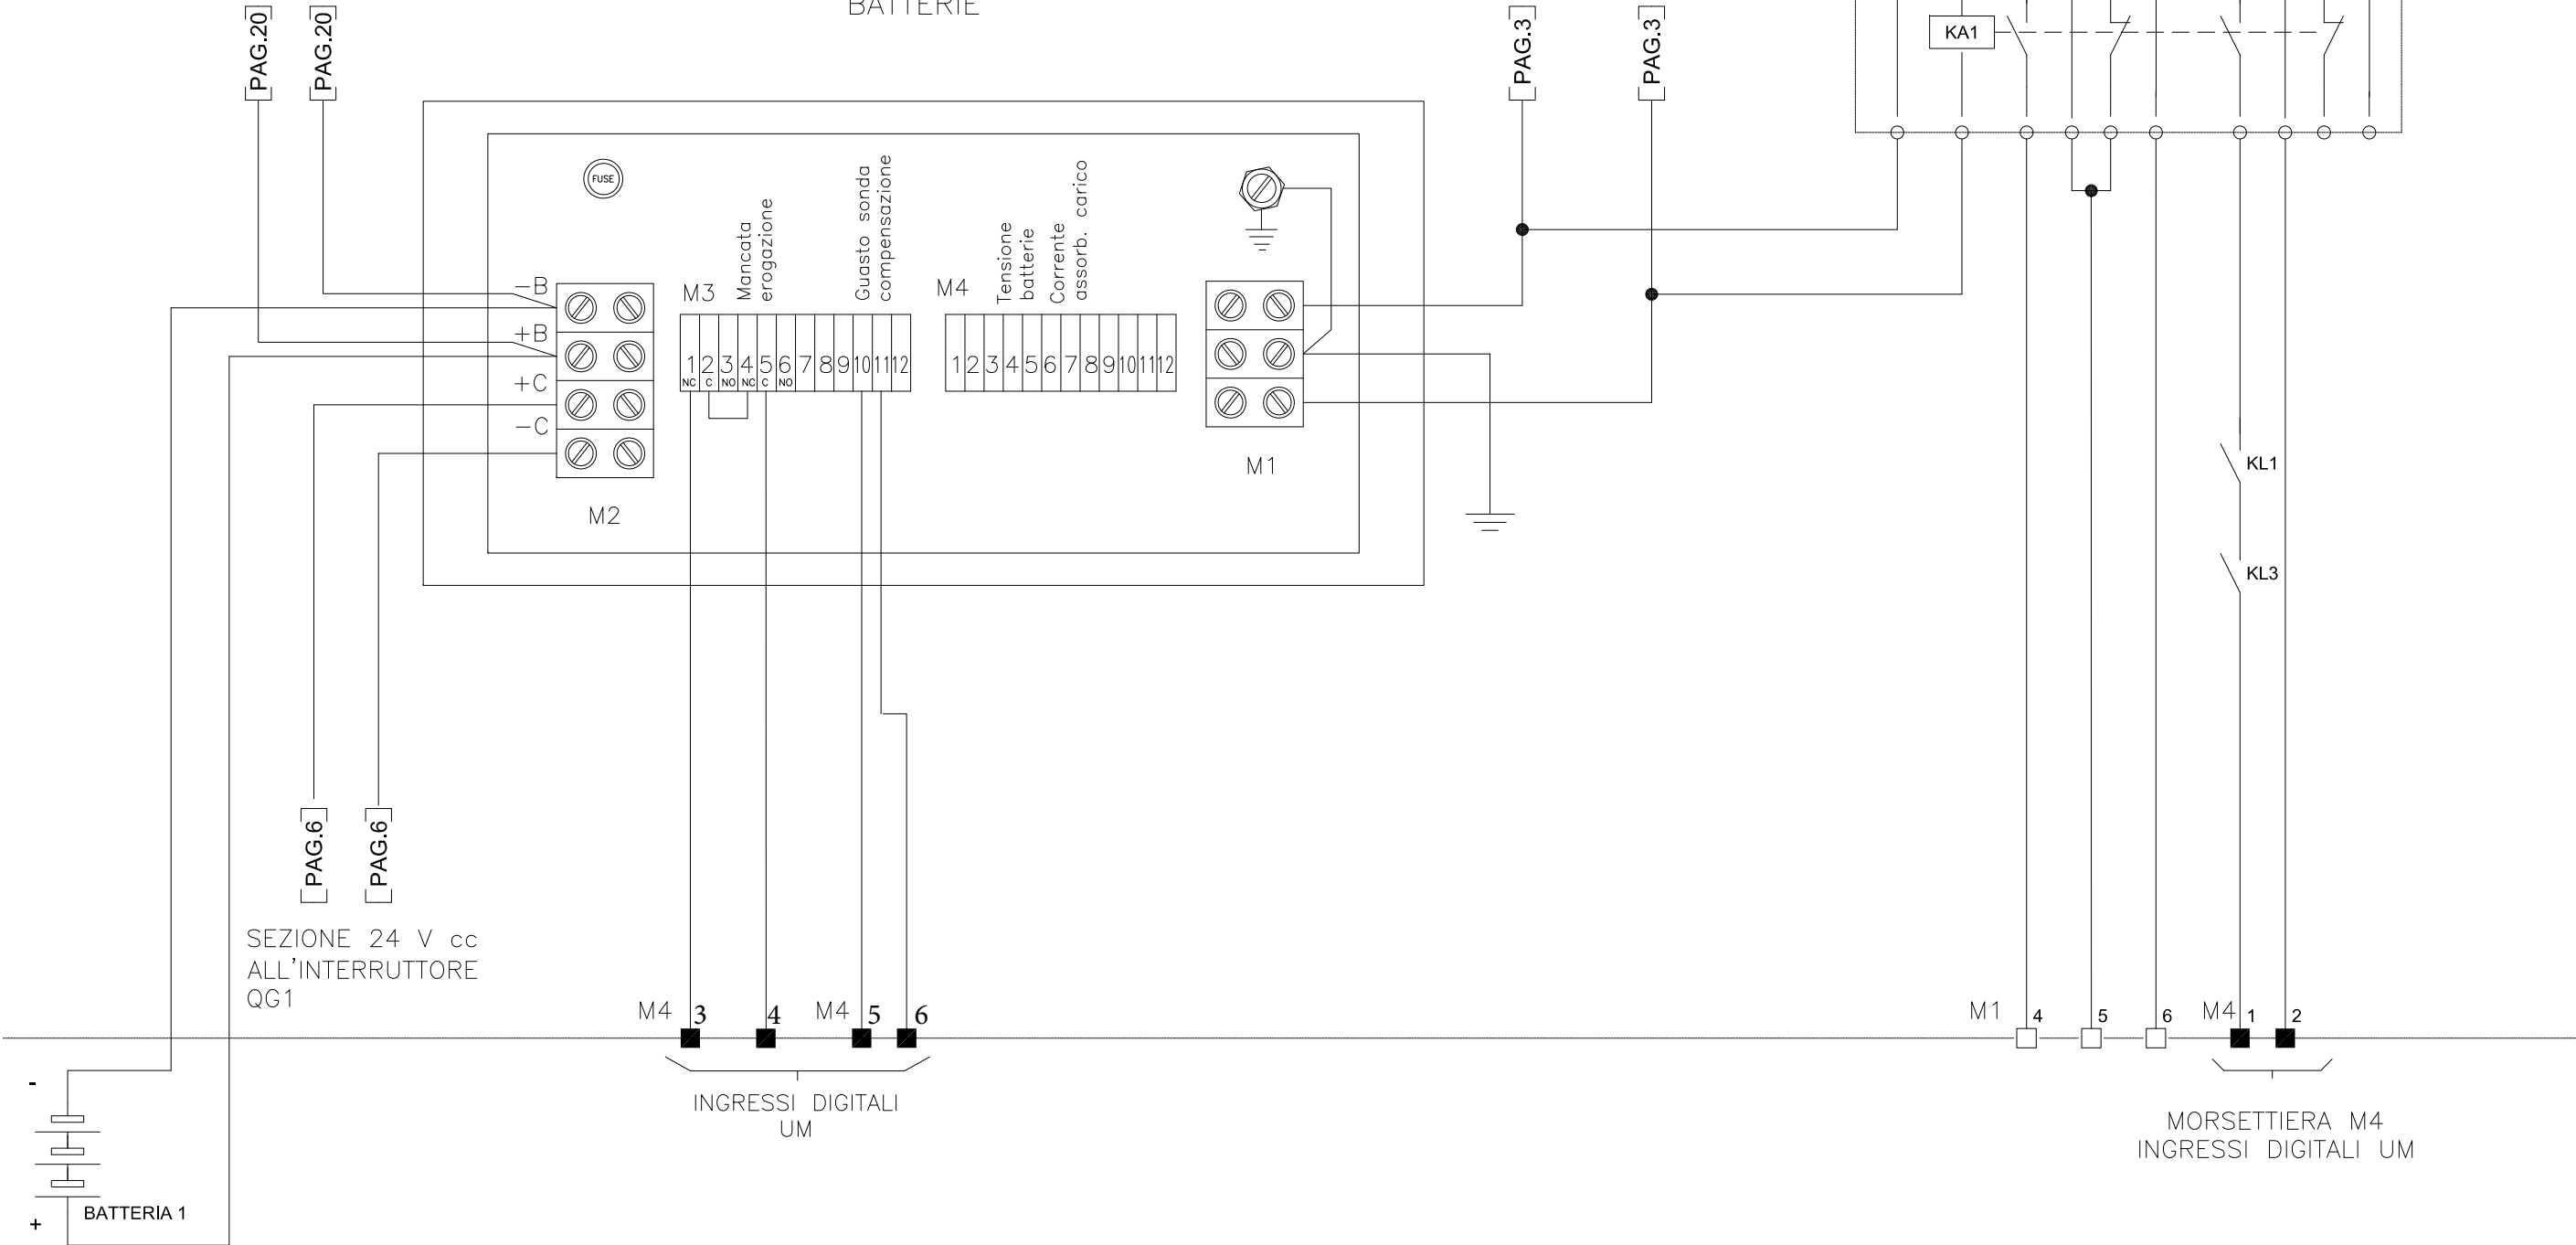 BATTERIE
PAG.20
PAG.20
PAG.3
PAG.3
KA1
FUSE
Mancata
erogazione
Guasto sonda
compensazione
Tensione
batterie
Corrente
assorb. carico
−B
+B
+C
−C
M2
M3
1 2 3 4 5 6 7 8 9 10 11 12
NC C NO NC C NO
M4
1 2 3 4 5 6 7 8 9 10 11 12
M1
KL1
KL3
PAG.6
PAG.6
SEZIONE 24 V cc
ALL'INTERRUTTORE
QG1
M4 3 4 M4 5 6
INGRESSI DIGITALI
UM
M1 4 5 6 M4 1 2
MORSETTIERA M4
INGRESSI DIGITALI UM
-
+
BATTERIA 1